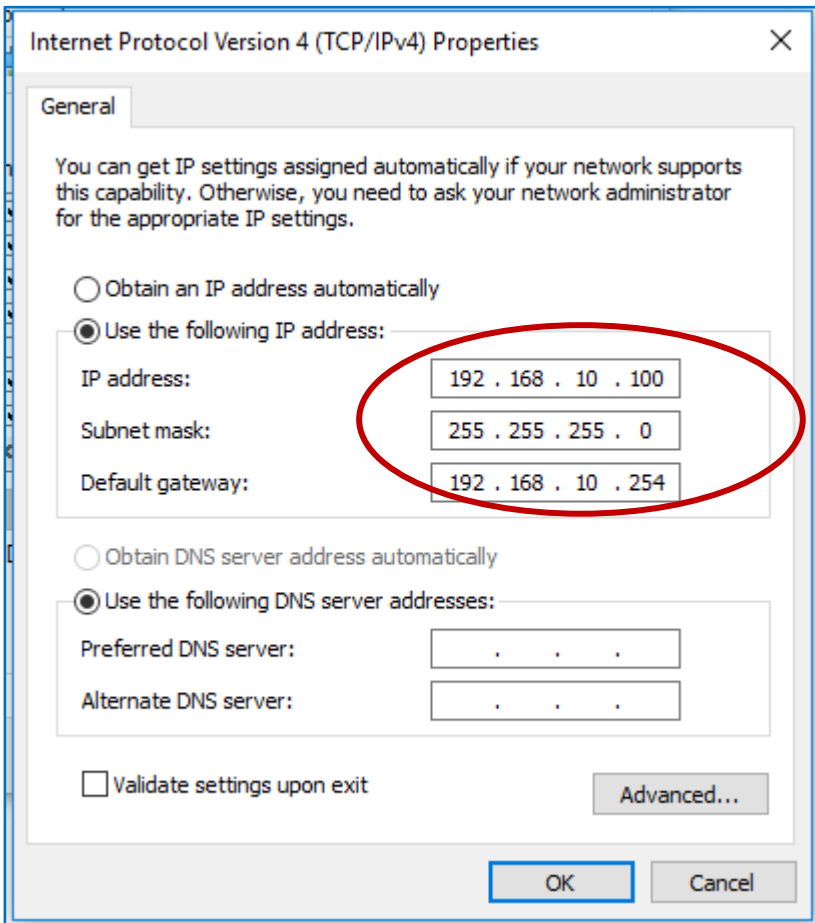 Internet Protocol Version 4 (TCP/IPv4) Properties
General
You can get IP settings assigned automatically if your network supports
this capability. Otherwise, you need to ask your network administrator
for the appropriate IP settings.
Obtain an IP address automatically
Use the following IP address:
IP address: 192 . 168 . 10 . 100
Subnet mask: 255 . 255 . 255 . 0
Default gateway: 192 . 168 . 10 . 254
Obtain DNS server address automatically
Use the following DNS server addresses:
Preferred DNS server: . . .
Alternate DNS server: . . .
Validate settings upon exit
Advanced...
OK Cancel